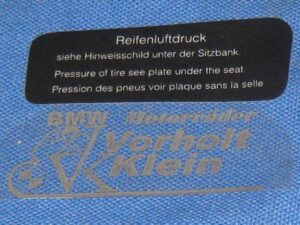 Reifenluftdruck
siehe Hinweisschild unter der Sitzbank.
Pressure of tire see plate under the seat
Pression des pneus voir plaque sans la selle
BMW Motorräder
Vorholt
Klein